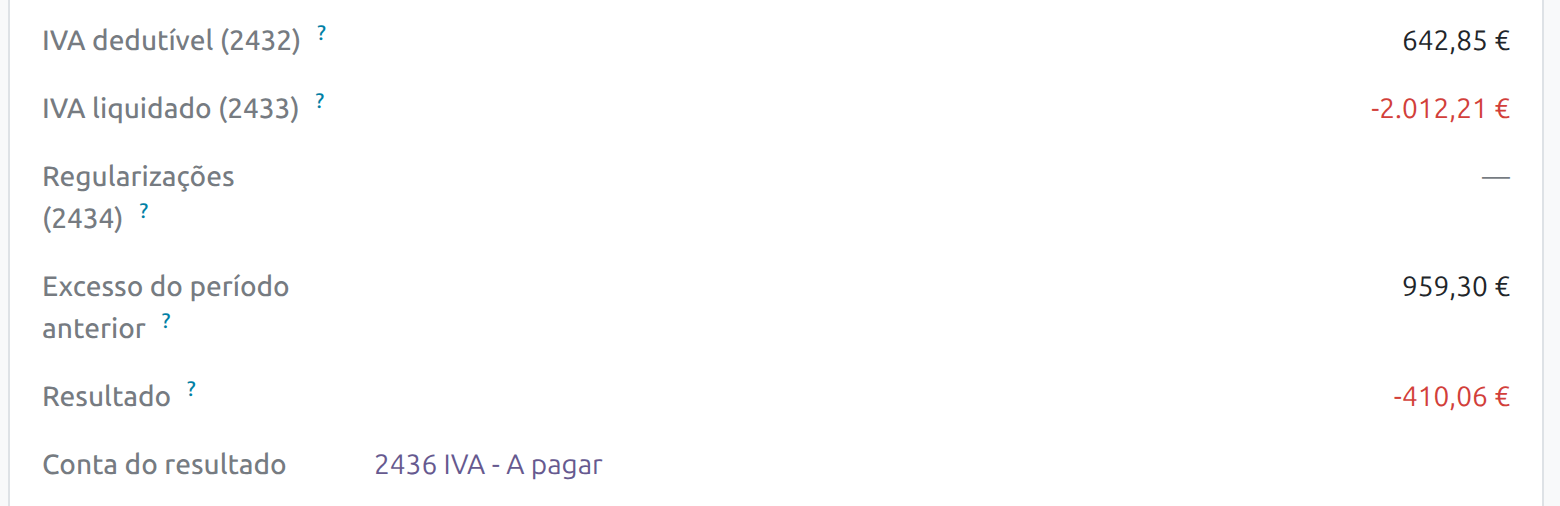 IVA dedutível (2432) ? 642,85 €
IVA liquidado (2433) ? -2.012,21 €
Regularizações —
(2434) ?
Excesso do período 959,30 €
anterior ?
Resultado ? -410,06 €
Conta do resultado 2436 IVA - A pagar